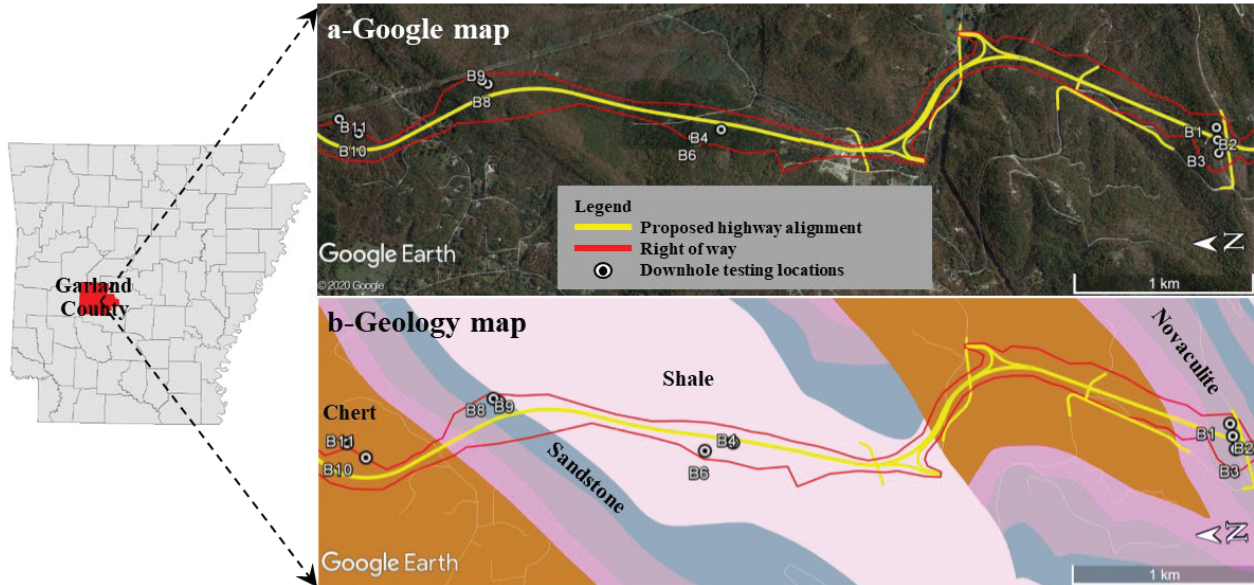 a-Google map
B9
B8
B11
B10
B4
B6
B1
B2
B3
Legend
Proposed highway alignment
Right of way
Downhole testing locations
Google Earth
© 2020 Google
N
1 km
Garland
County
b-Geology map
Novaculite
Shale
Chert
B8
B9
B11
B10
B4
B6
Sandstone
B1
B2
B3
N
Google Earth
1 km